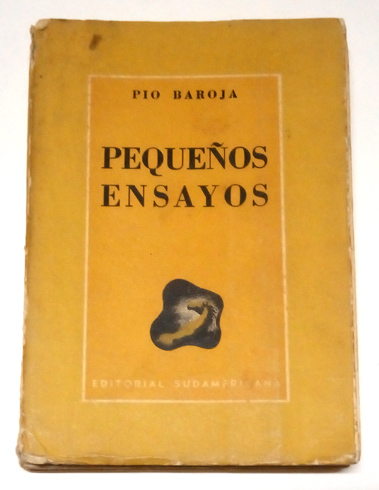 PIO BAROJA
PEQUEÑOS
ENSAYOS
EDITORIAL SUDAMERICANA